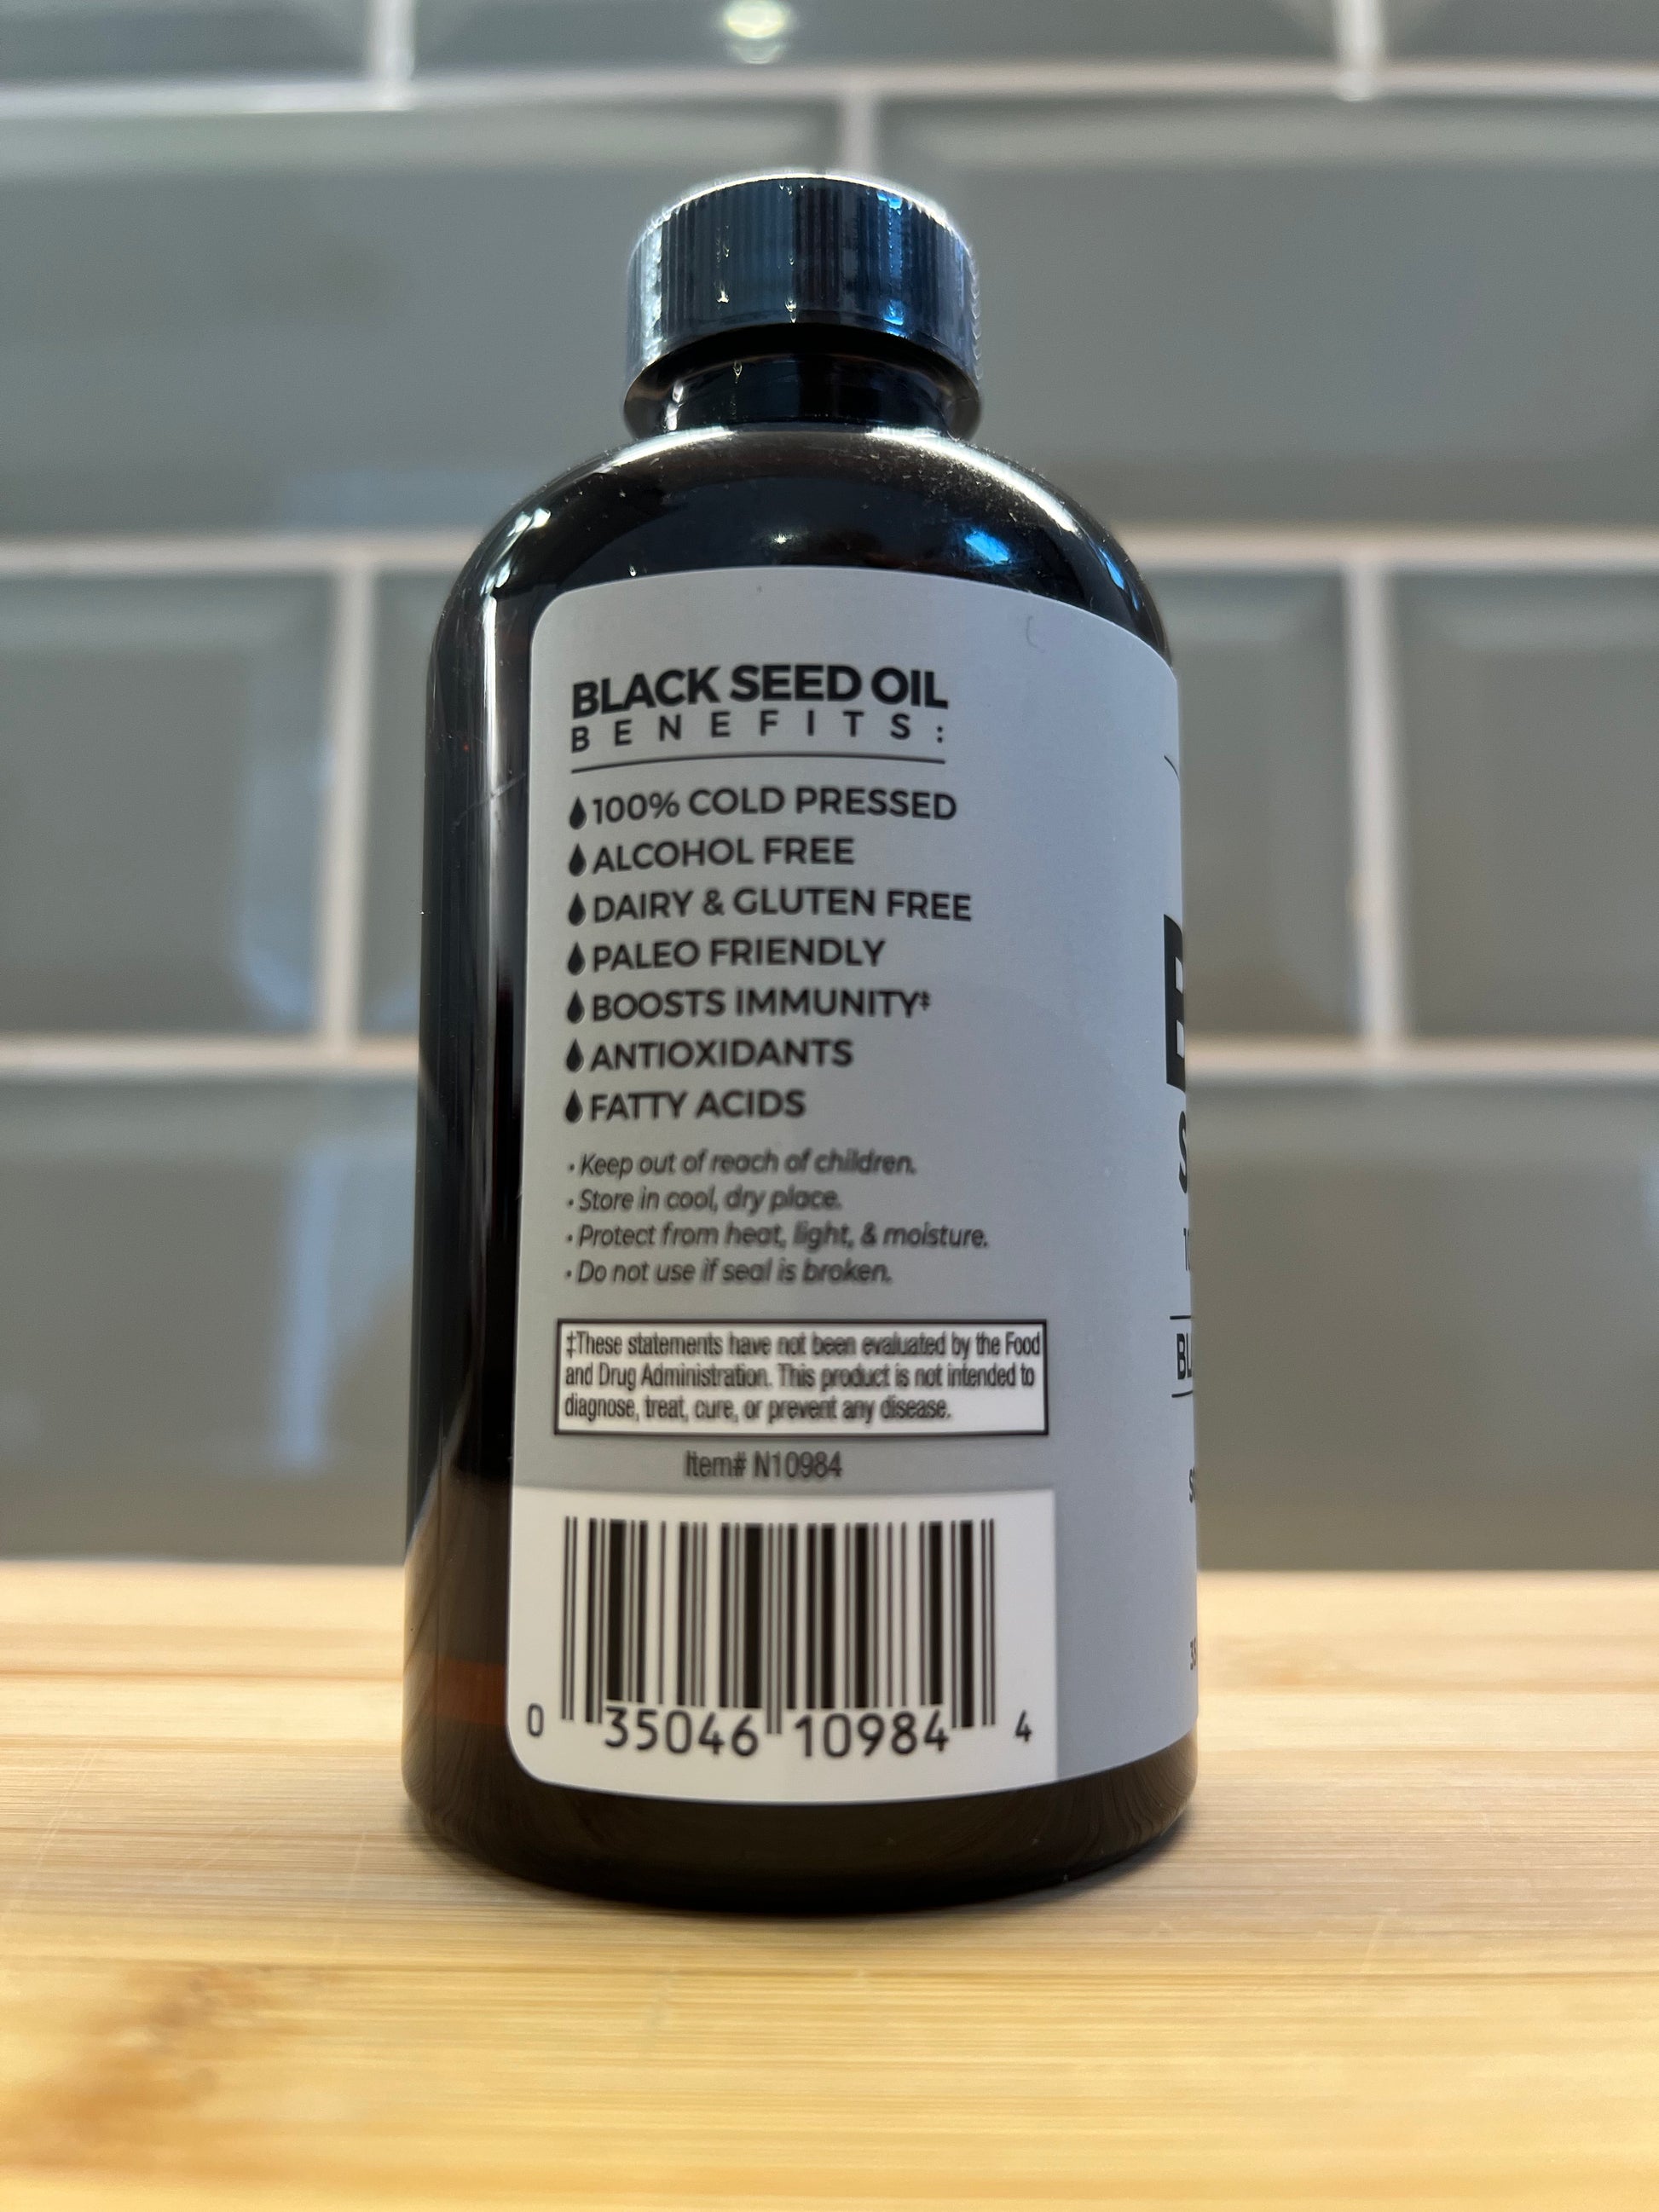 BLACK SEED OIL
BENEFITS:
100% COLD PRESSED
ALCOHOL FREE
DAIRY & GLUTEN FREE
PALEO FRIENDLY
BOOSTS IMMUNITY‡
ANTIOXIDANTS
FATTY ACIDS
• Keep out of reach of children.
• Store in cool, dry place.
• Protect from heat, light, & moisture.
• Do not use if seal is broken.
‡These statements have not been evaluated by the Food
and Drug Administration. This product is not intended to
diagnose, treat, cure, or prevent any disease.
Item# N10984
0 35046 10984 4